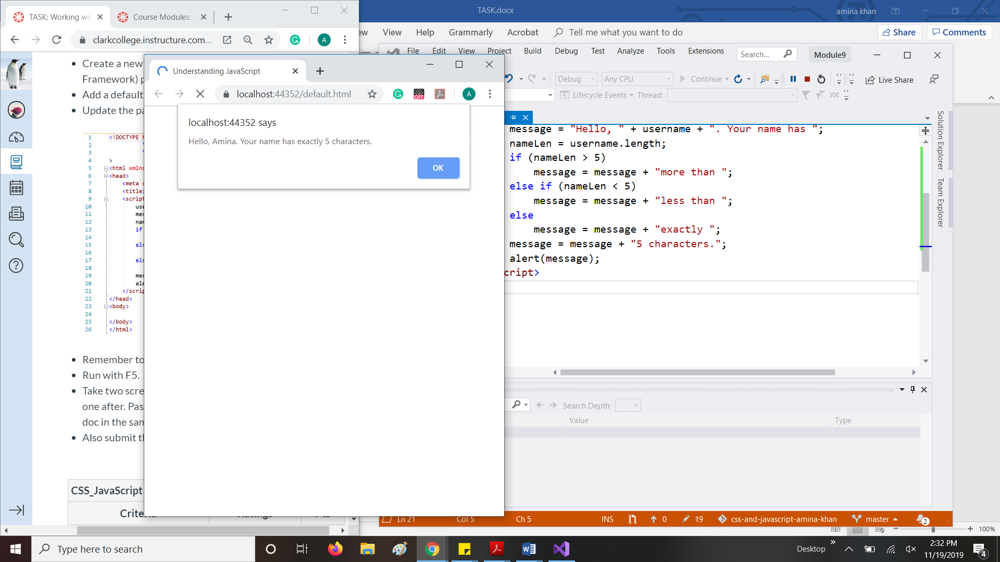 TASK: Working wit
Course Modules:
clarkcollege.instructure.com...
TASK.docx
amina khan
ew View Help Grammarly Acrobat Tell me what you want to do
Share Comments
File Edit View Project Build Debug Test Analyze Tools Extensions Search... Module9
Debug Any CPU Continue Live Share
Lifecycle Events Thread:
Understanding JavaScript
localhost:44352/default.html
OFF
A
A
localhost:44352 says
Hello, Amina. Your name has exactly 5 characters.
OK
Create a new
Framework) p
Add a default
Update the pa
1 <!DOCTYPE h
2 "
3 "
4 >
5 <html xmlns
6 <head>
7 <meta c
8 <title>
9 <script
10 use
11 mes
12 nam
13 if
14
15 els
16
17 els
18
19 mes
20 ale
21 </scrip
22 </head>
23 <body>
24
25 </body>
26 </html>
Remember to
Run with F5.
Take two scre
one after. Pas
doc in the sam
Also submit th
CSS_JavaScript
Criteria Ratings Pts
message = "Hello, " + username + ". Your name has ";
nameLen = username.length;
if (nameLen > 5)
message = message + "more than ";
else if (nameLen < 5)
message = message + "less than ";
else
message = message + "exactly ";
message = message + "5 characters.";
alert(message);
cript>
Solution Explorer
Team Explorer
Search Depth:
Value Type
Ln 21 Col 5 Ch 5 INS 0 19 css-and-javascript-amina-khan master 2
100%
Type here to search
Desktop
2:32 PM
11/19/2019
4